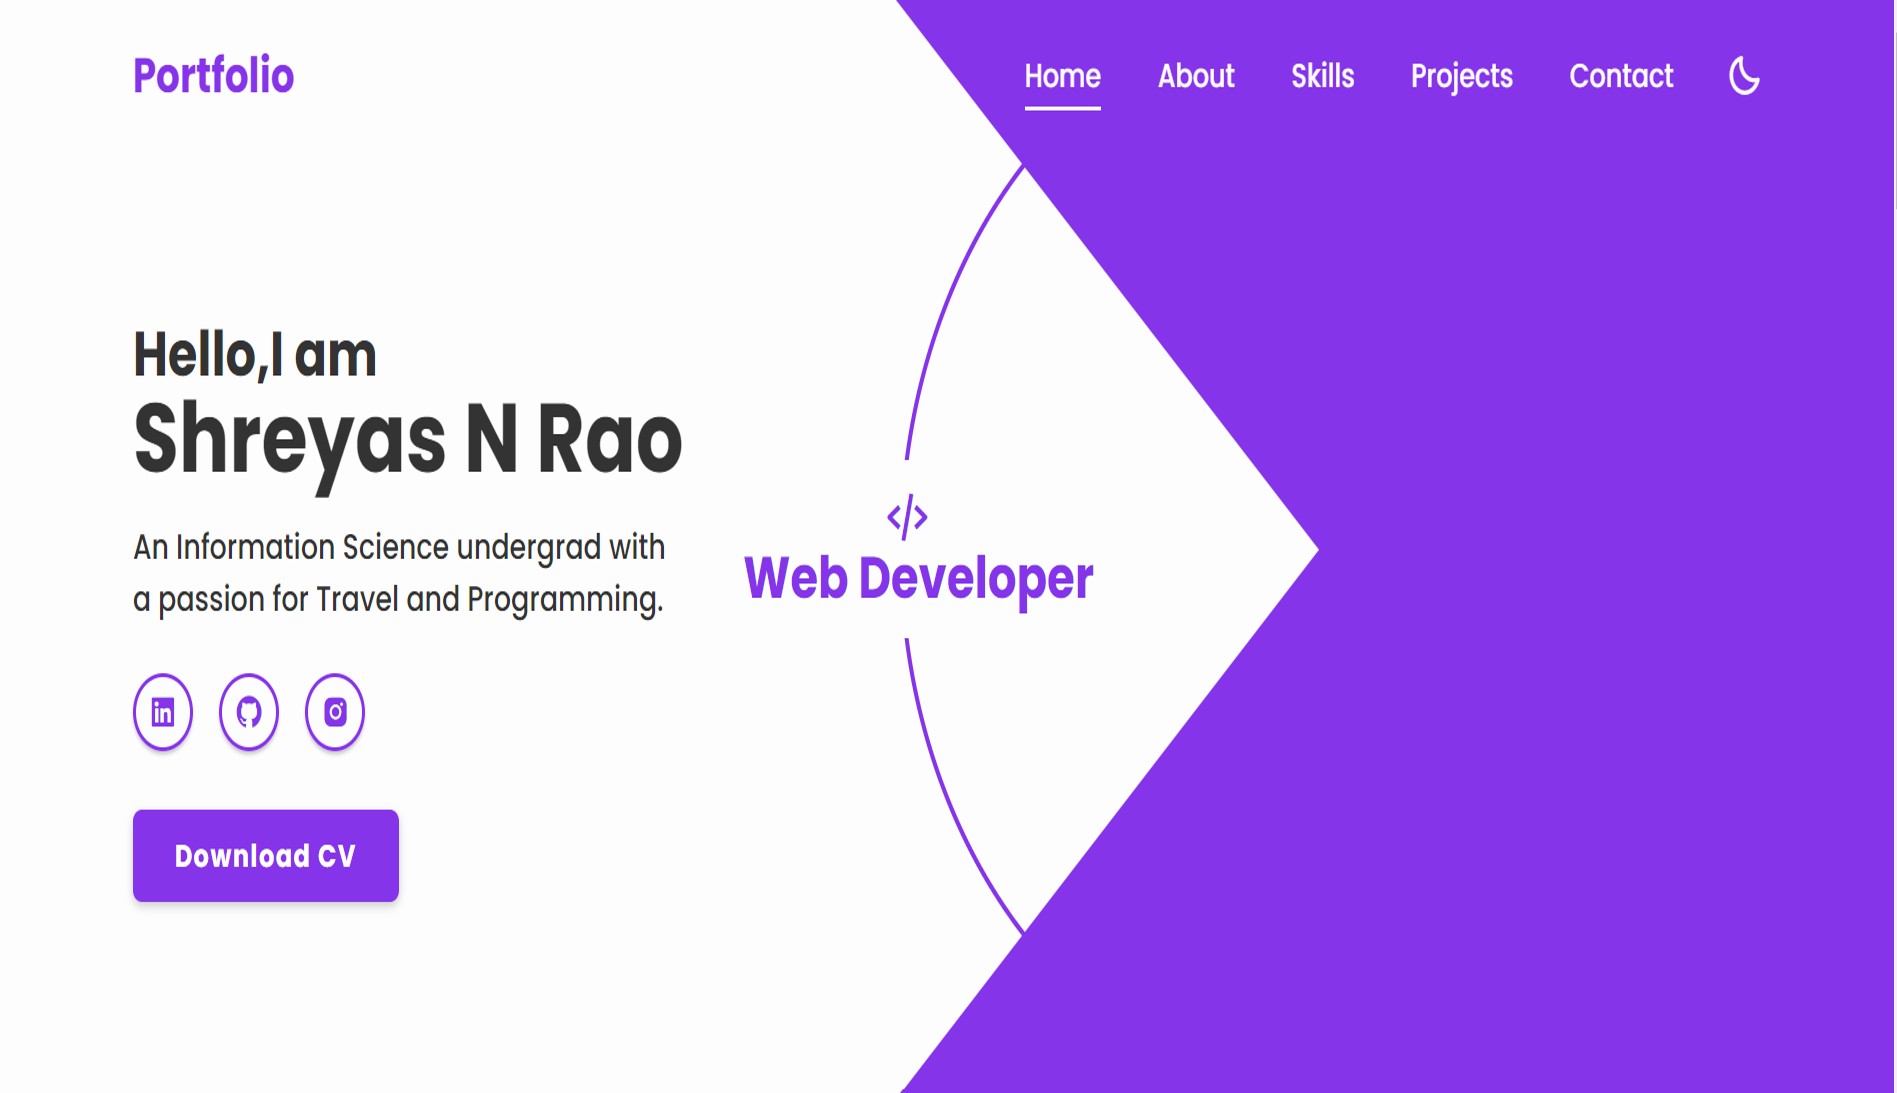 Portfolio
Home About Skills Projects Contact
Hello,I am
Shreyas N Rao
An Information Science undergrad with
a passion for Travel and Programming.
</>
Web Developer
in
Download CV